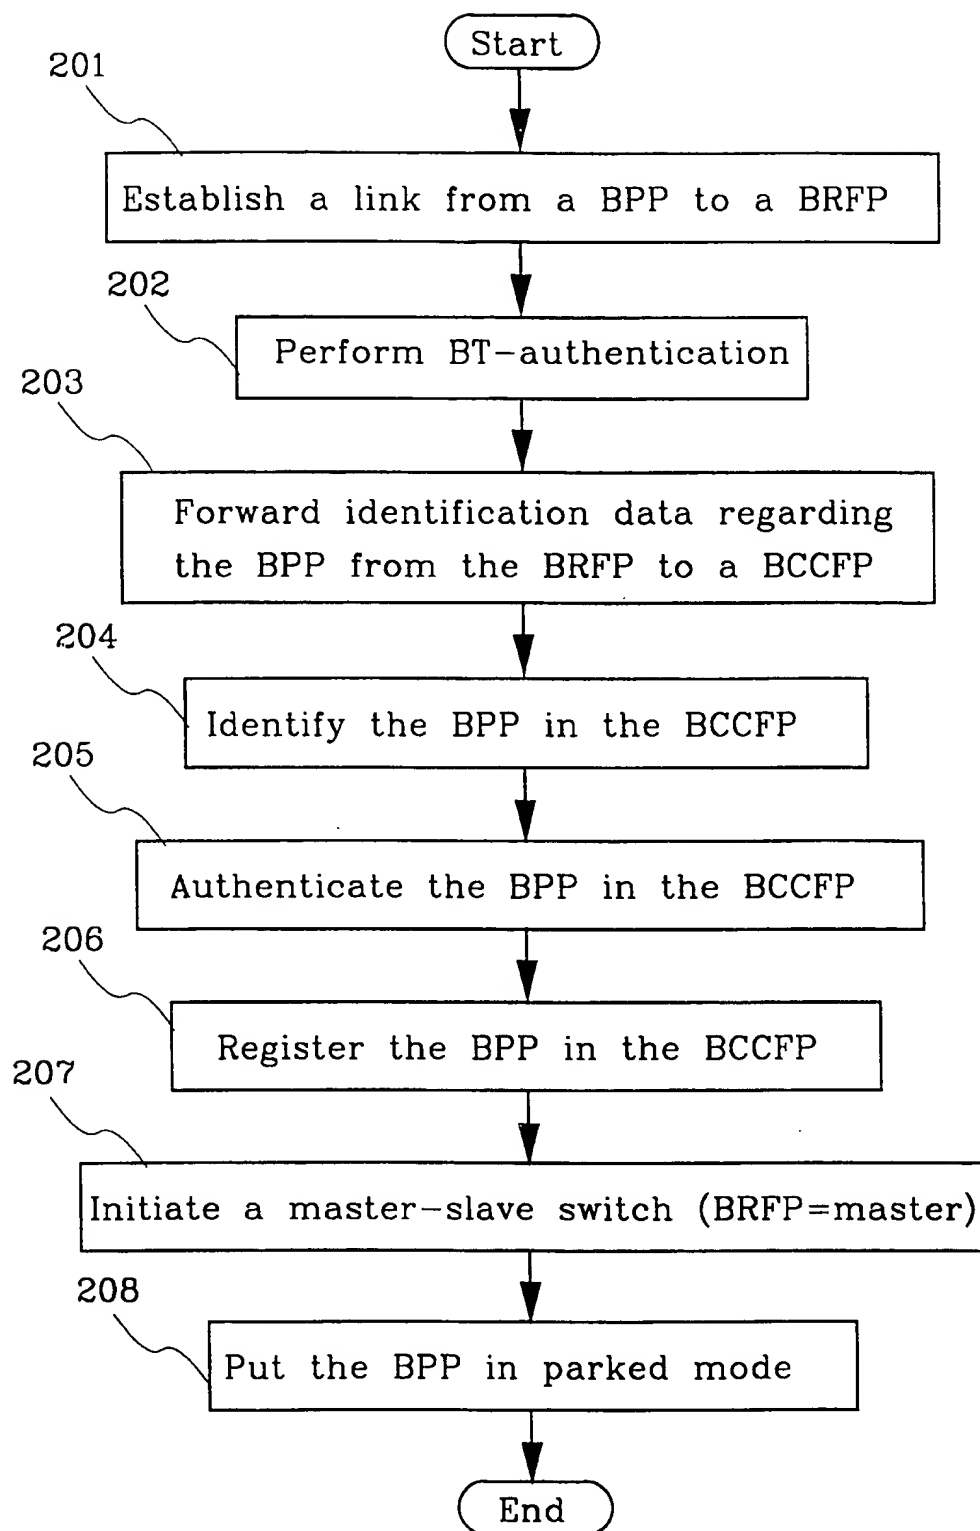 Start
201
Establish a link from a BPP to a BRFP
202
Perform BT-authentication
203
Forward identification data regarding
the BPP from the BRFP to a BCCFP
204
Identify the BPP in the BCCFP
205
Authenticate the BPP in the BCCFP
206
Register the BPP in the BCCFP
207
Initiate a master-slave switch (BRFP=master)
208
Put the BPP in parked mode
End